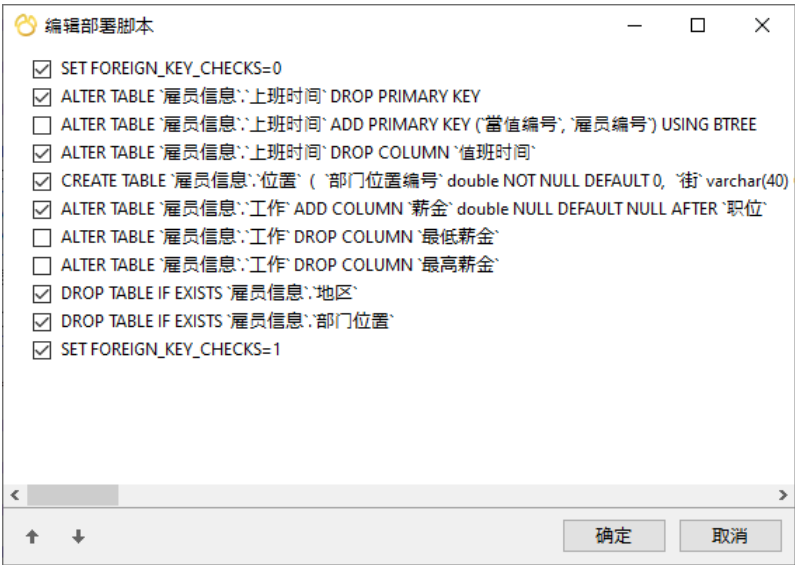 编辑部署脚本
SET FOREIGN_KEY_CHECKS=0
ALTER TABLE `雇员信息`.`上班时间` DROP PRIMARY KEY
ALTER TABLE `雇员信息`.`上班时间` ADD PRIMARY KEY (`當值编号`, `雇员编号`) USING BTREE
ALTER TABLE `雇员信息`.`上班时间` DROP COLUMN `值班时间`
CREATE TABLE `雇员信息`.`位置` ( `部门位置编号` double NOT NULL DEFAULT 0, `街` varchar(40)
ALTER TABLE `雇员信息`.`工作` ADD COLUMN `薪金` double NULL DEFAULT NULL AFTER `职位`
ALTER TABLE `雇员信息`.`工作` DROP COLUMN `最低薪金`
ALTER TABLE `雇员信息`.`工作` DROP COLUMN `最高薪金`
DROP TABLE IF EXISTS `雇员信息`.`地区`
DROP TABLE IF EXISTS `雇员信息`.`部门位置`
SET FOREIGN_KEY_CHECKS=1
确定
取消